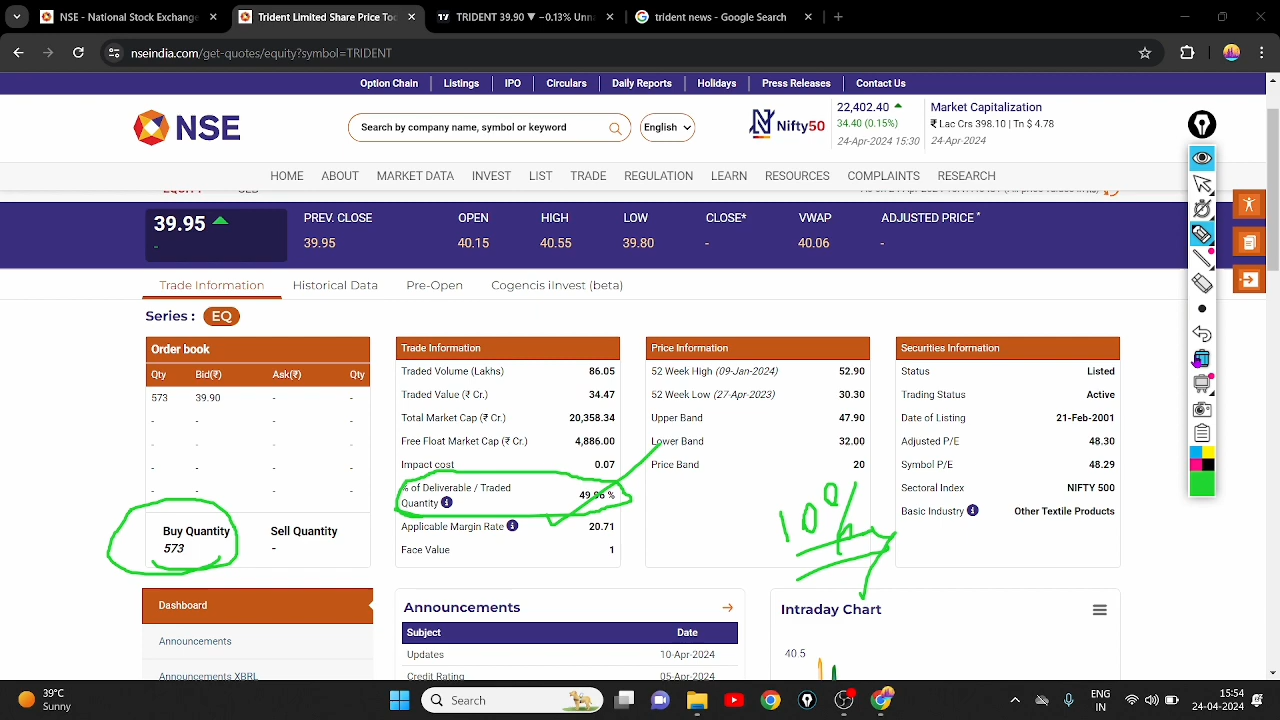 NSE - National Stock Exchange
Trident Limited Share Price To
TRIDENT 39.90 ▼ −0.13% Unn
trident news - Google Search
nseindia.com/get-quotes/equity?symbol=TRIDENT
Option Chain Listings IPO Circulars Daily Reports Holidays Press Releases Contact Us
NSE
Search by company name, symbol or keyword
English
Nifty50
22,402.40
34.40 (0.15%)
24-Apr-2024 15:30
Market Capitalization
₹ Lac Crs 398.10 | Tn $ 4.78
24-Apr-2024
HOME ABOUT MARKET DATA INVEST LIST TRADE REGULATION LEARN RESOURCES COMPLAINTS RESEARCH
39.95
-
PREV. CLOSE OPEN HIGH LOW CLOSE* VWAP ADJUSTED PRICE*
39.95 40.15 40.55 39.80 - 40.06 -
Trade Information Historical Data Pre-Open Cogencis iInvest (beta)
Series : EQ
Order book
Qty Bid(₹) Ask(₹) Qty
573 39.90 - -
- - - -
- - - -
- - - -
- - - -
Buy Quantity Sell Quantity
573 -
Trade Information
Traded Volume (Lakhs) 86.05
Traded Value (₹ Cr.) 34.47
Total Market Cap (₹ Cr.) 20,358.34
Free Float Market Cap (₹ Cr.) 4,886.00
Impact cost 0.07
% of Deliverable / Traded
Quantity 49.96 %
Applicable Margin Rate 20.71
Face Value 1
Price Information
52 Week High (09-Jan-2024) 52.90
52 Week Low (27-Apr-2023) 30.30
Upper Band 47.90
Lower Band 32.00
Price Band 20
10%
Securities Information
Status Listed
Trading Status Active
Date of Listing 21-Feb-2001
Adjusted P/E 48.30
Symbol P/E 48.29
Sectoral Index NIFTY 500
Basic Industry Other Textile Products
Dashboard
Announcements
Announcements XBRL
Announcements
Subject Date
Updates 10-Apr-2024
Credit Rating 05-Apr-2024
Intraday Chart
40.5
39°C
Sunny
Search
ENG
IN
15:54
24-04-2024